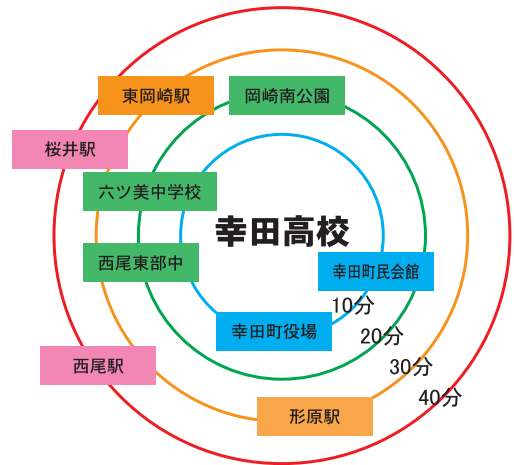 東岡崎駅
岡崎南公園
桜井駅
六ツ美中学校
幸田高校
西尾東部中
幸田町民会館
10分
幸田町役場
20分
西尾駅
30分
40分
形原駅